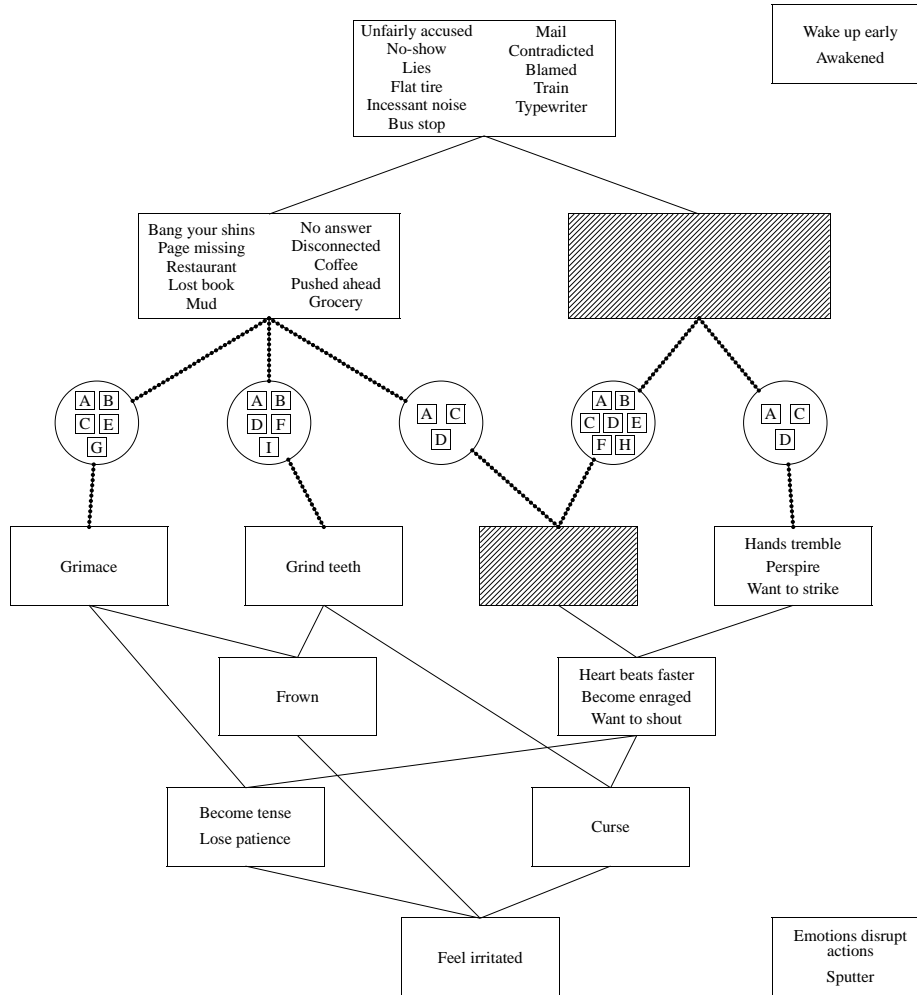 Unfairly accused
No-show
Lies
Flat tire
Incessant noise
Bus stop
Mail
Contradicted
Blamed
Train
Typewriter
Wake up early
Awakened
Bang your shins
Page missing
Restaurant
Lost book
Mud
No answer
Disconnected
Coffee
Pushed ahead
Grocery
A B
C E
G
A B
D F
I
A C
D
A B
C D E
F H
A C
D
Grimace
Grind teeth
Hands tremble
Perspire
Want to strike
Frown
Heart beats faster
Become enraged
Want to shout
Become tense
Lose patience
Curse
Feel irritated
Emotions disrupt
actions
Sputter